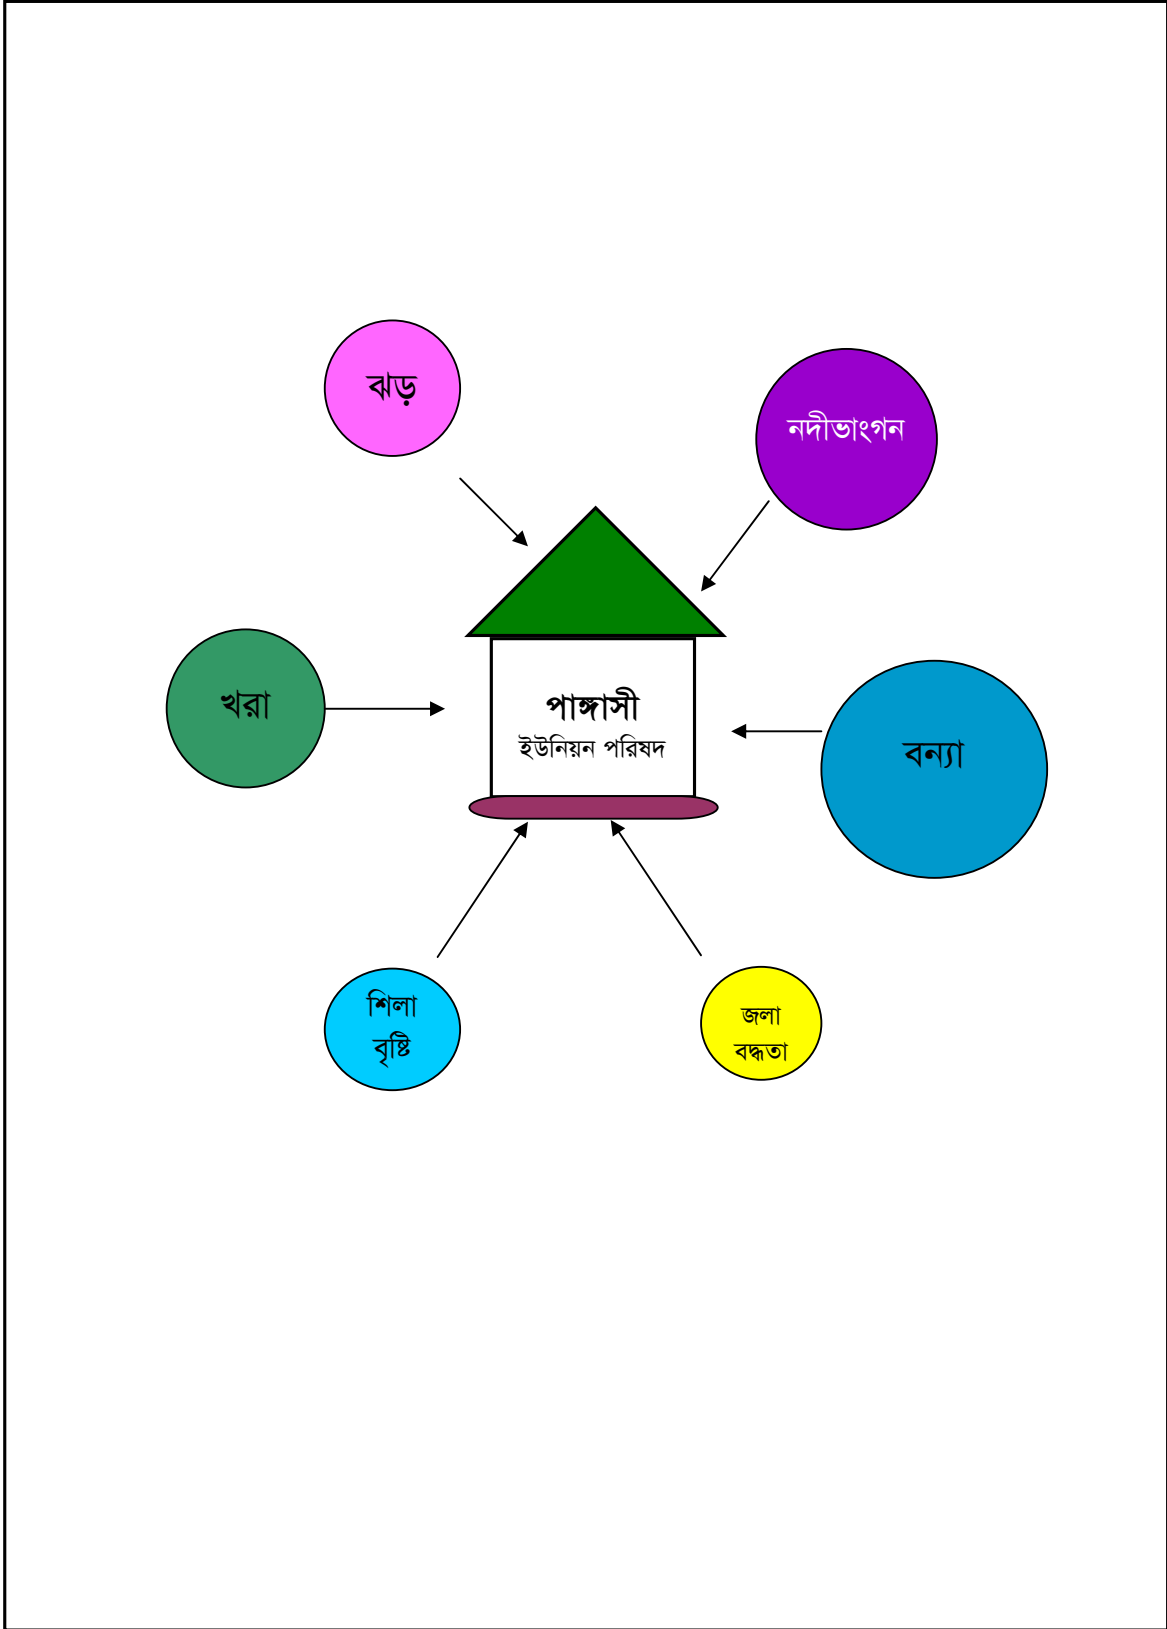 ঝড়
নদীভাংগন
খরা
পাঙ্গাসী
ইউনিয়ন পরিষদ
বন্যা
শিলা
বৃষ্টি
জলা
বদ্ধতা